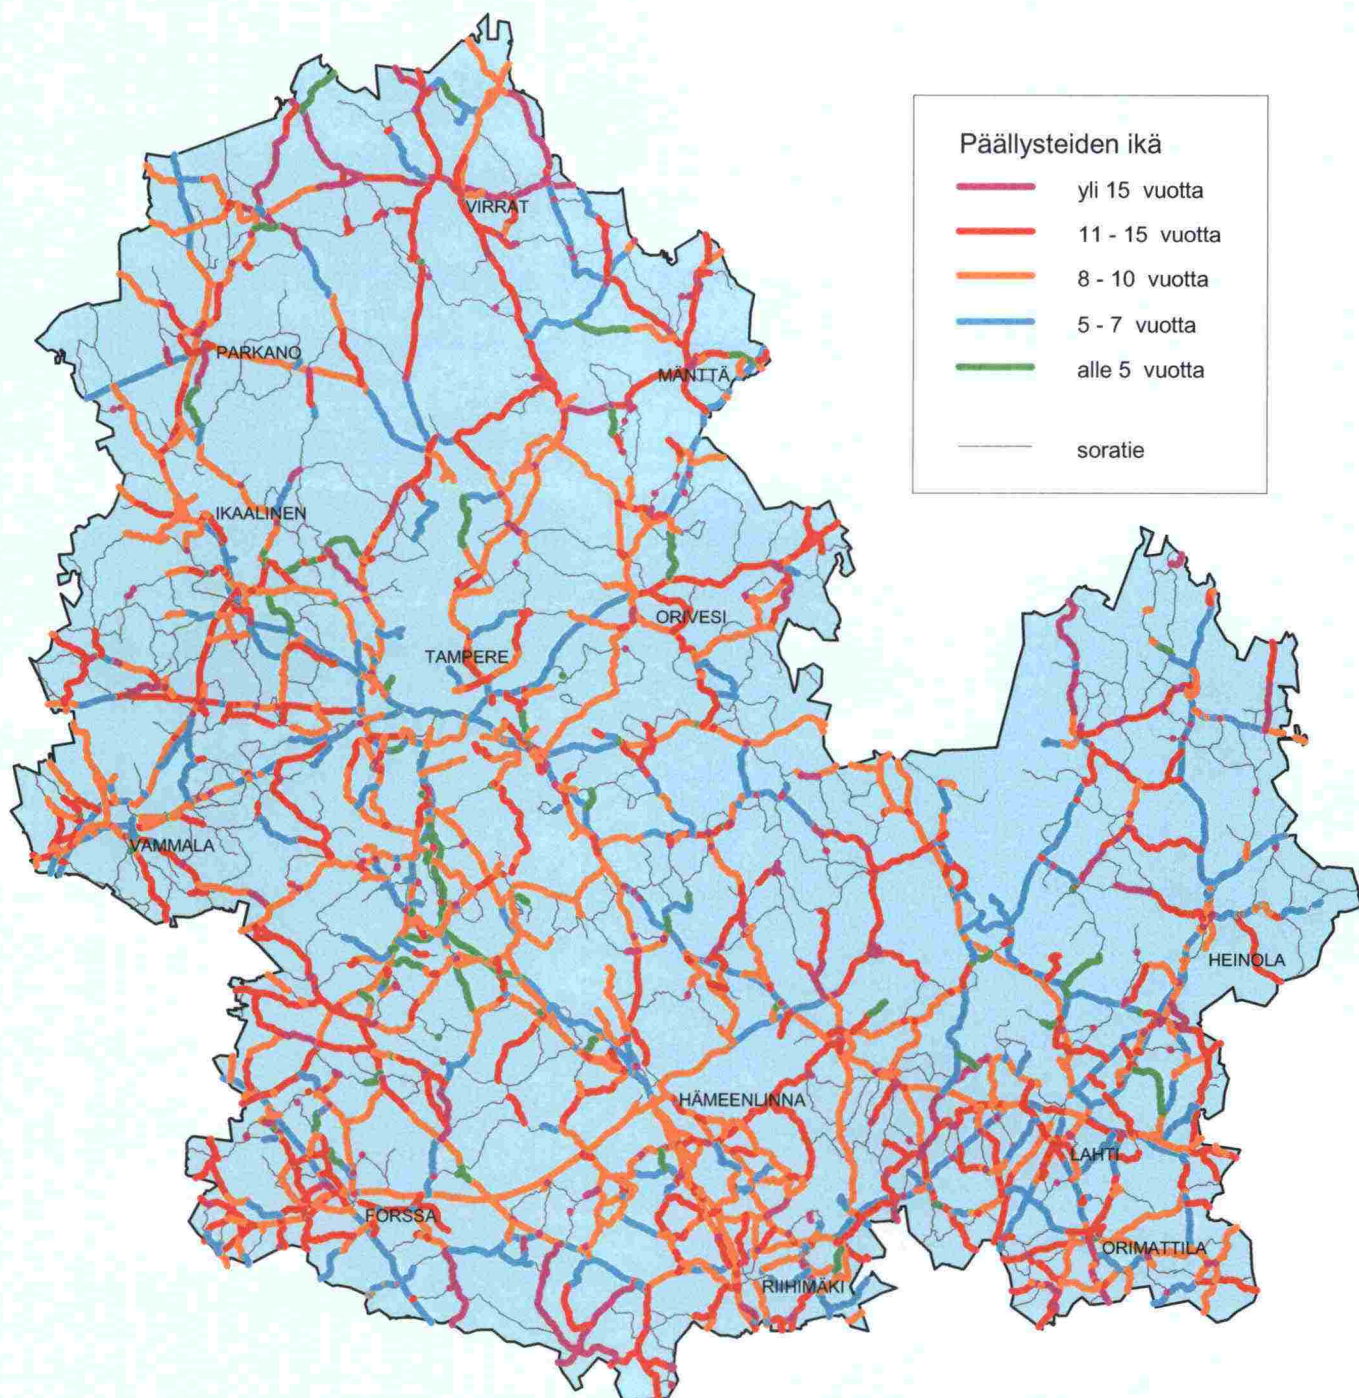 Päällysteiden ikä
yli 15 vuotta
11 - 15 vuotta
8 - 10 vuotta
5 - 7 vuotta
alle 5 vuotta
soratie
VIRRAT
PARKANO
MÄNTTÄ
IKAALINEN
ORIVESI
TAMPERE
VAMMALA
HEINOLA
HÄMEENLINNA
LAHTI
FORSSA
ORIMATTILA
RIIHIMÄKI